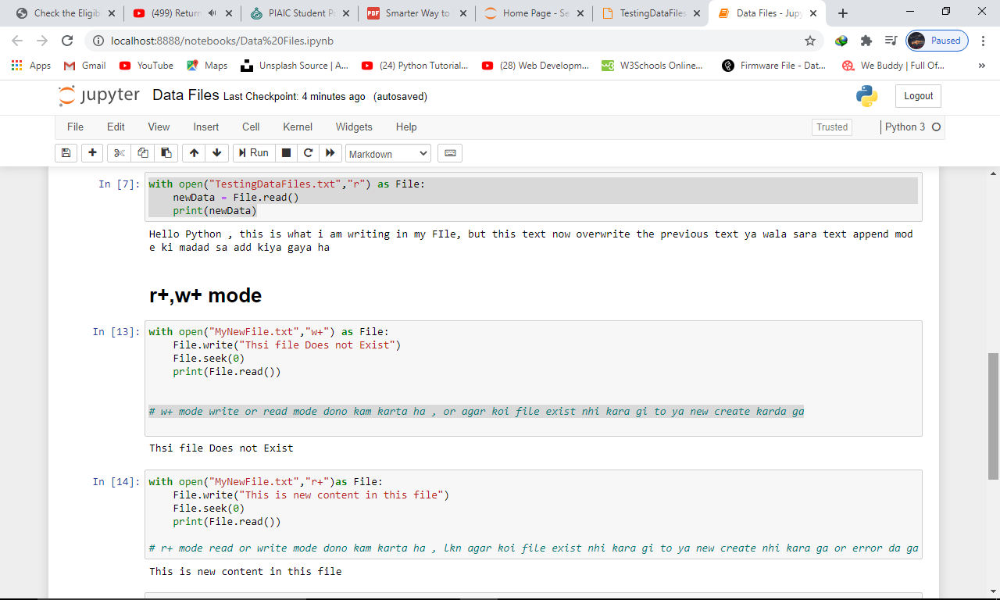 Check the Eligib
(499) Return
PIAIC Student Po
Smarter Way to
Home Page - Se
TestingDataFiles
Data Files - Jupy
localhost:8888/notebooks/Data%20Files.ipynb
Paused
Apps
Gmail
YouTube
Maps
Unsplash Source | A...
(24) Python Tutorial...
(28) Web Developm...
W3Schools Online...
Firmware File - Dat...
We Buddy | Full Of...
»
jupyter Data Files Last Checkpoint: 4 minutes ago (autosaved)
Logout
File Edit View Insert Cell Kernel Widgets Help
Trusted
Python 3
Run
Markdown
In [7]: with open("TestingDataFiles.txt","r") as File:
newData = File.read()
print(newData)
Hello Python , this is what i am writing in my FIle, but this text now overwrite the previous text ya wala sara text append mod
e ki madad sa add kiya gaya ha
r+,w+ mode
In [13]: with open("MyNewFile.txt","w+") as File:
File.write("Thsi file Does not Exist")
File.seek(0)
print(File.read())
# w+ mode write or read mode dono kam karta ha , or agar koi file exist nhi kara gi to ya new create karda ga
Thsi file Does not Exist
In [14]: with open("MyNewFile.txt","r+")as File:
File.write("This is new content in this file")
File.seek(0)
print(File.read())
# r+ mode read or write mode dono kam karta ha , lkn agar koi file exist nhi kara gi to ya new create nhi kara ga or error da ga
This is new content in this file